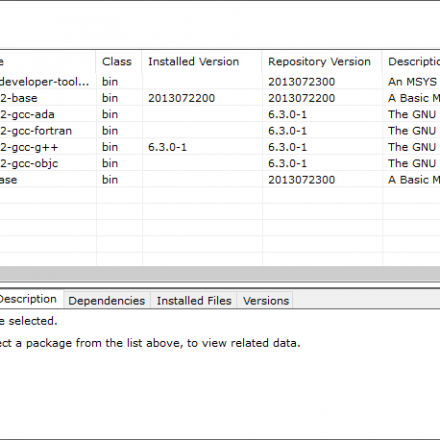 e Class Installed Version Repository Version Descriptio
developer-tool... bin 2013072300 An MSYS
2-base bin 2013072200 2013072200 A Basic M
2-gcc-ada bin 6.3.0-1 The GNU
2-gcc-fortran bin 6.3.0-1 The GNU
2-gcc-g++ bin 6.3.0-1 6.3.0-1 The GNU
2-gcc-objc bin 6.3.0-1 The GNU
ase bin 2013072300 A Basic M
Description Dependencies Installed Files Versions
e selected.
ect a package from the list above, to view related data.